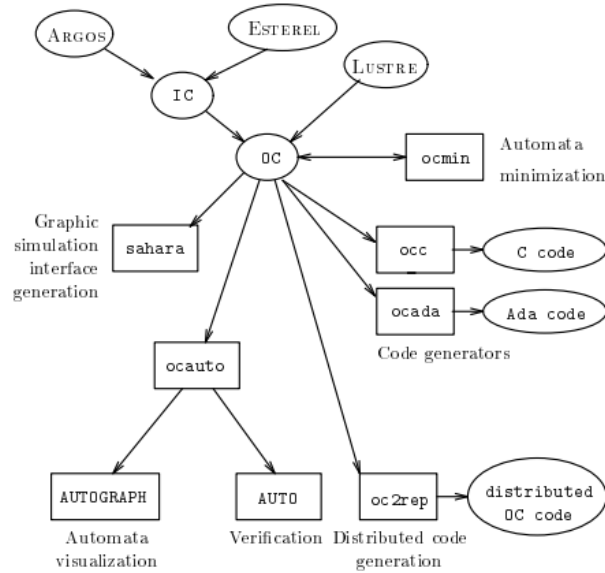 ARGOS
ESTEREL
LUSTRE
IC
OC
ocmin
Automata
minimization
Graphic
simulation
interface
generation
sahara
occ
C code
ocada
Ada code
Code generators
ocauto
AUTOGRAPH
AUTO
oc2rep
distributed
OC code
Automata
visualization
Verification
Distributed code
generation